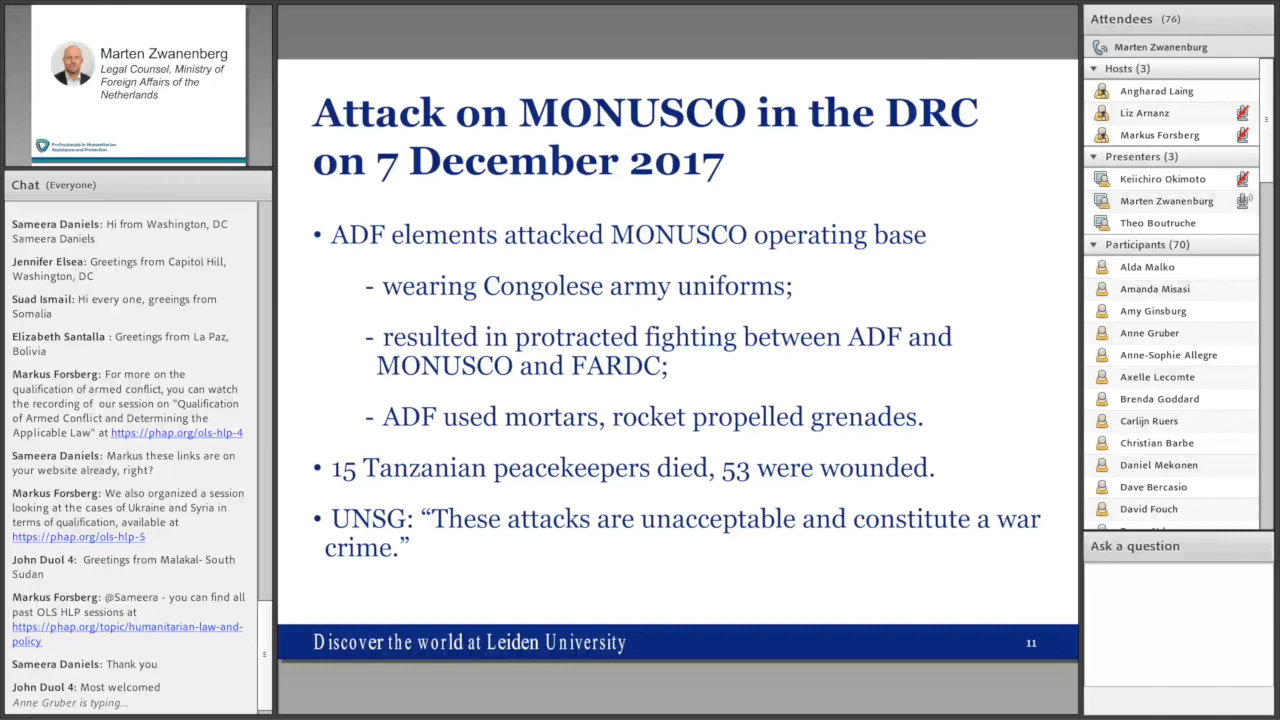 Marten Zwanenberg
Legal Counsel, Ministry of
Foreign Affairs of the
Netherlands
Professionals in Humanitarian
Assistance and Protection
Chat (Everyone)
Sameera Daniels: Hi from Washington, DC
Sameera Daniels
Jennifer Elsea: Greetings from Capitol Hill,
Washington, DC
Suad Ismail: Hi every one, greeings from
Somalia
Elizabeth Santalla : Greetings from La Paz,
Bolivia
Markus Forsberg: For more on the
qualification of armed conflict, you can watch
the recording of our session on "Qualification
of Armed Conflict and Determining the
Applicable Law" at https://phap.org/ols-hlp-4
Sameera Daniels: Markus these links are on
your website already, right?
Markus Forsberg: We also organized a session
looking at the cases of Ukraine and Syria in
terms of qualification, available at
https://phap.org/ols-hlp-5
John Duol 4: Greetings from Malakal- South
Sudan
Markus Forsberg: @Sameera - you can find all
past OLS HLP sessions at
https://phap.org/topic/humanitarian-law-and-
policy
Sameera Daniels: Thank you
John Duol 4: Most welcomed
Anne Gruber is typing...
Attack on MONUSCO in the DRC
on 7 December 2017
• ADF elements attacked MONUSCO operating base
- wearing Congolese army uniforms;
- resulted in protracted fighting between ADF and
MONUSCO and FARDC;
- ADF used mortars, rocket propelled grenades.
• 15 Tanzanian peacekeepers died, 53 were wounded.
• UNSG: “These attacks are unacceptable and constitute a war
crime.”
Discover the world at Leiden University
11
Attendees (76)
Marten Zwanenburg
Hosts (3)
Angharad Laing
Liz Arnanz
Markus Forsberg
Presenters (3)
Keiichiro Okimoto
Marten Zwanenburg
Theo Boutruche
Participants (70)
Alda Malko
Amanda Misasi
Amy Ginsburg
Anne Gruber
Anne-Sophie Allegre
Axelle Lecomte
Brenda Goddard
Carlijn Ruers
Christian Barbe
Daniel Mekonen
Dave Bercasio
David Fouch
Ask a question